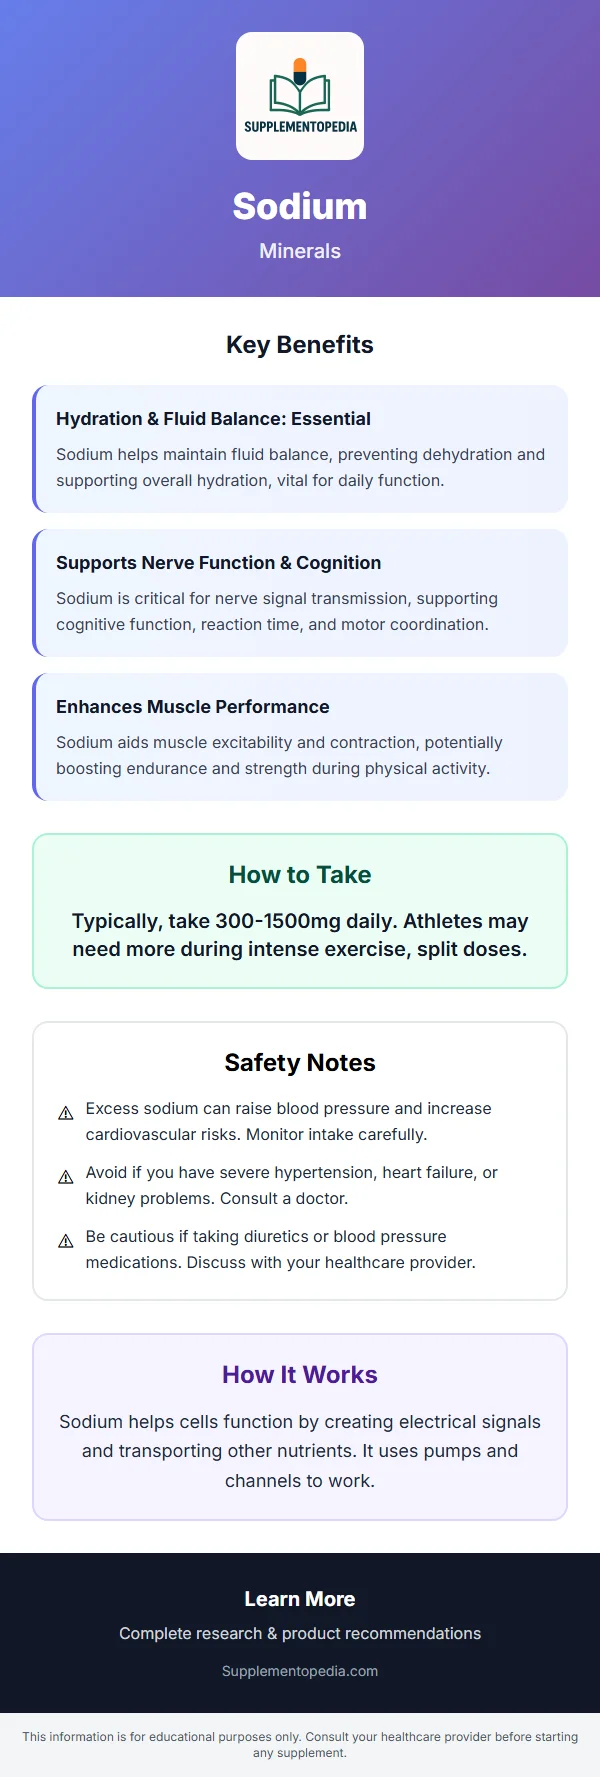 SUPPLEMENTOPEDIA
Sodium
Minerals
Key Benefits
Hydration & Fluid Balance: Essential
Sodium helps maintain fluid balance, preventing dehydration and
supporting overall hydration, vital for daily function.
Supports Nerve Function & Cognition
Sodium is critical for nerve signal transmission, supporting
cognitive function, reaction time, and motor coordination.
Enhances Muscle Performance
Sodium aids muscle excitability and contraction, potentially
boosting endurance and strength during physical activity.
How to Take
Typically, take 300-1500mg daily. Athletes may
need more during intense exercise, split doses.
Safety Notes
Excess sodium can raise blood pressure and increase
cardiovascular risks. Monitor intake carefully.
Avoid if you have severe hypertension, heart failure, or
kidney problems. Consult a doctor.
Be cautious if taking diuretics or blood pressure
medications. Discuss with your healthcare provider.
How It Works
Sodium helps cells function by creating electrical signals
and transporting other nutrients. It uses pumps and
channels to work.
Learn More
Complete research & product recommendations
Supplementopedia.com
This information is for educational purposes only. Consult your healthcare provider before starting
any supplement.